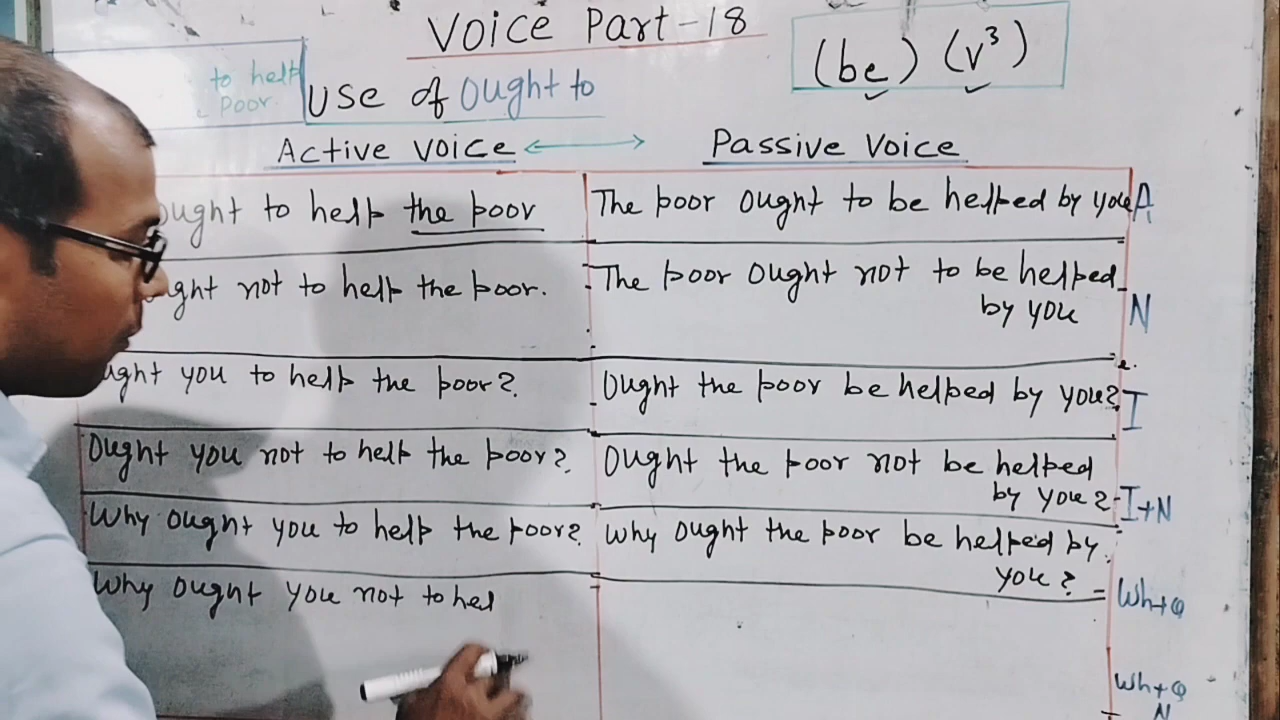 Voice Part-18
(be) (v³)
to help
Poor.
Use of Ought to
Active Voice
Passive Voice
ought to help the poor
The poor ought to be helped by you
A
not to help the poor.
The poor ought not to be helped
by you
N
you to help the poor?
Ought the poor be helped by you?
I
Ought you not to help the poor?
Ought the poor not be helped
by you?
I+N
Why ought you to help the poor?
Why ought the poor be helped by
you?
Wh+Q
Why ought you not to hel
Wh+Q
N